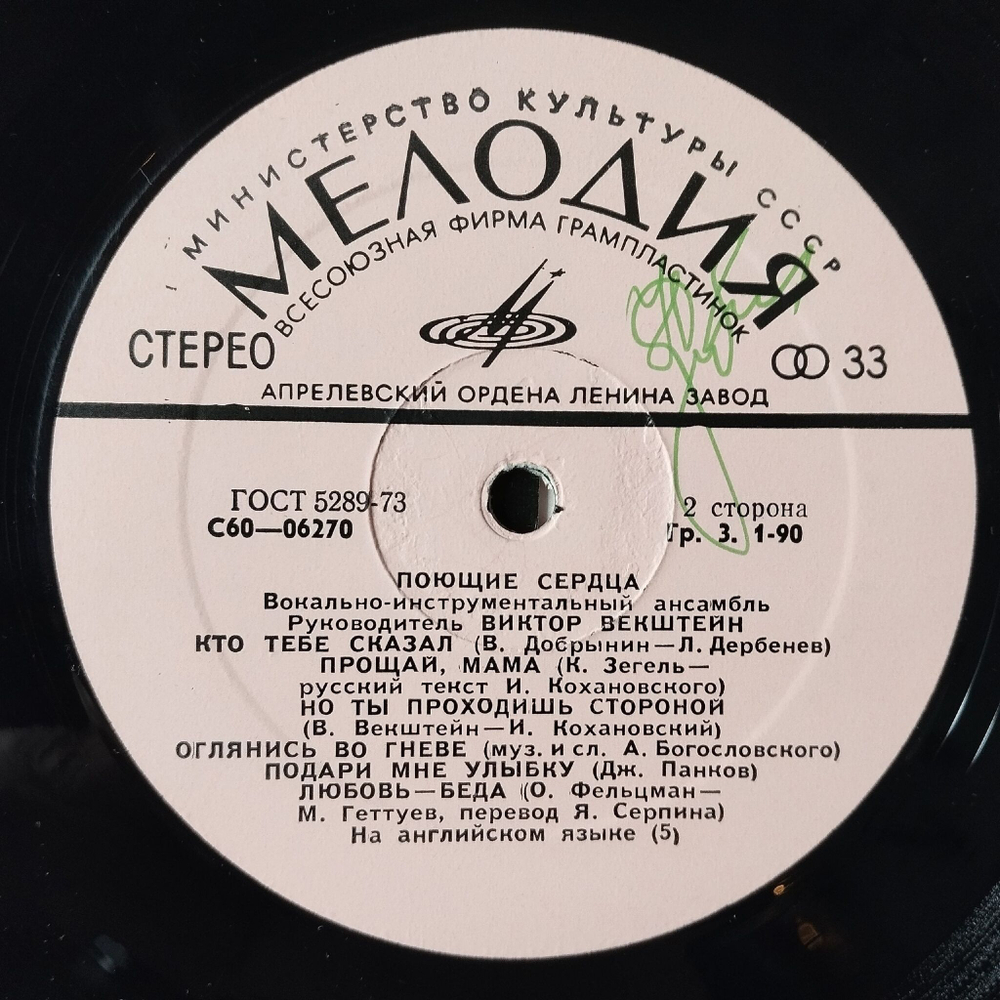 МИНИСТЕРСТВО КУЛЬТУРЫ СССР
МЕЛОДИЯ
ВСЕСОЮЗНАЯ ФИРМА ГРАМПЛАСТИНОК
СТЕРЕО
33
АПРЕЛЕВСКИЙ ОРДЕНА ЛЕНИНА ЗАВОД
ГОСТ 5289-73
2 сторона
С60—06270
Гр. 3. 1-90
ПОЮЩИЕ СЕРДЦА
Вокально-инструментальный ансамбль
Руководитель ВИКТОР ВЕКШТЕЙН
КТО ТЕБЕ СКАЗАЛ (В. Добрынин—Л. Дербенев)
ПРОЩАЙ, МАМА (К. Зегель—
русский текст И. Кохановского)
НО ТЫ ПРОХОДИШЬ СТОРОНОЙ
(В. Векштейн—И. Кохановский)
ОГЛЯНИСЬ ВО ГНЕВЕ (муз. и сл. А. Богословского)
ПОДАРИ МНЕ УЛЫБКУ (Дж. Панков)
ЛЮБОВЬ—БЕДА (О. Фельцман—
М. Геттуев, перевод Я. Серпина)
На английском языке (5)